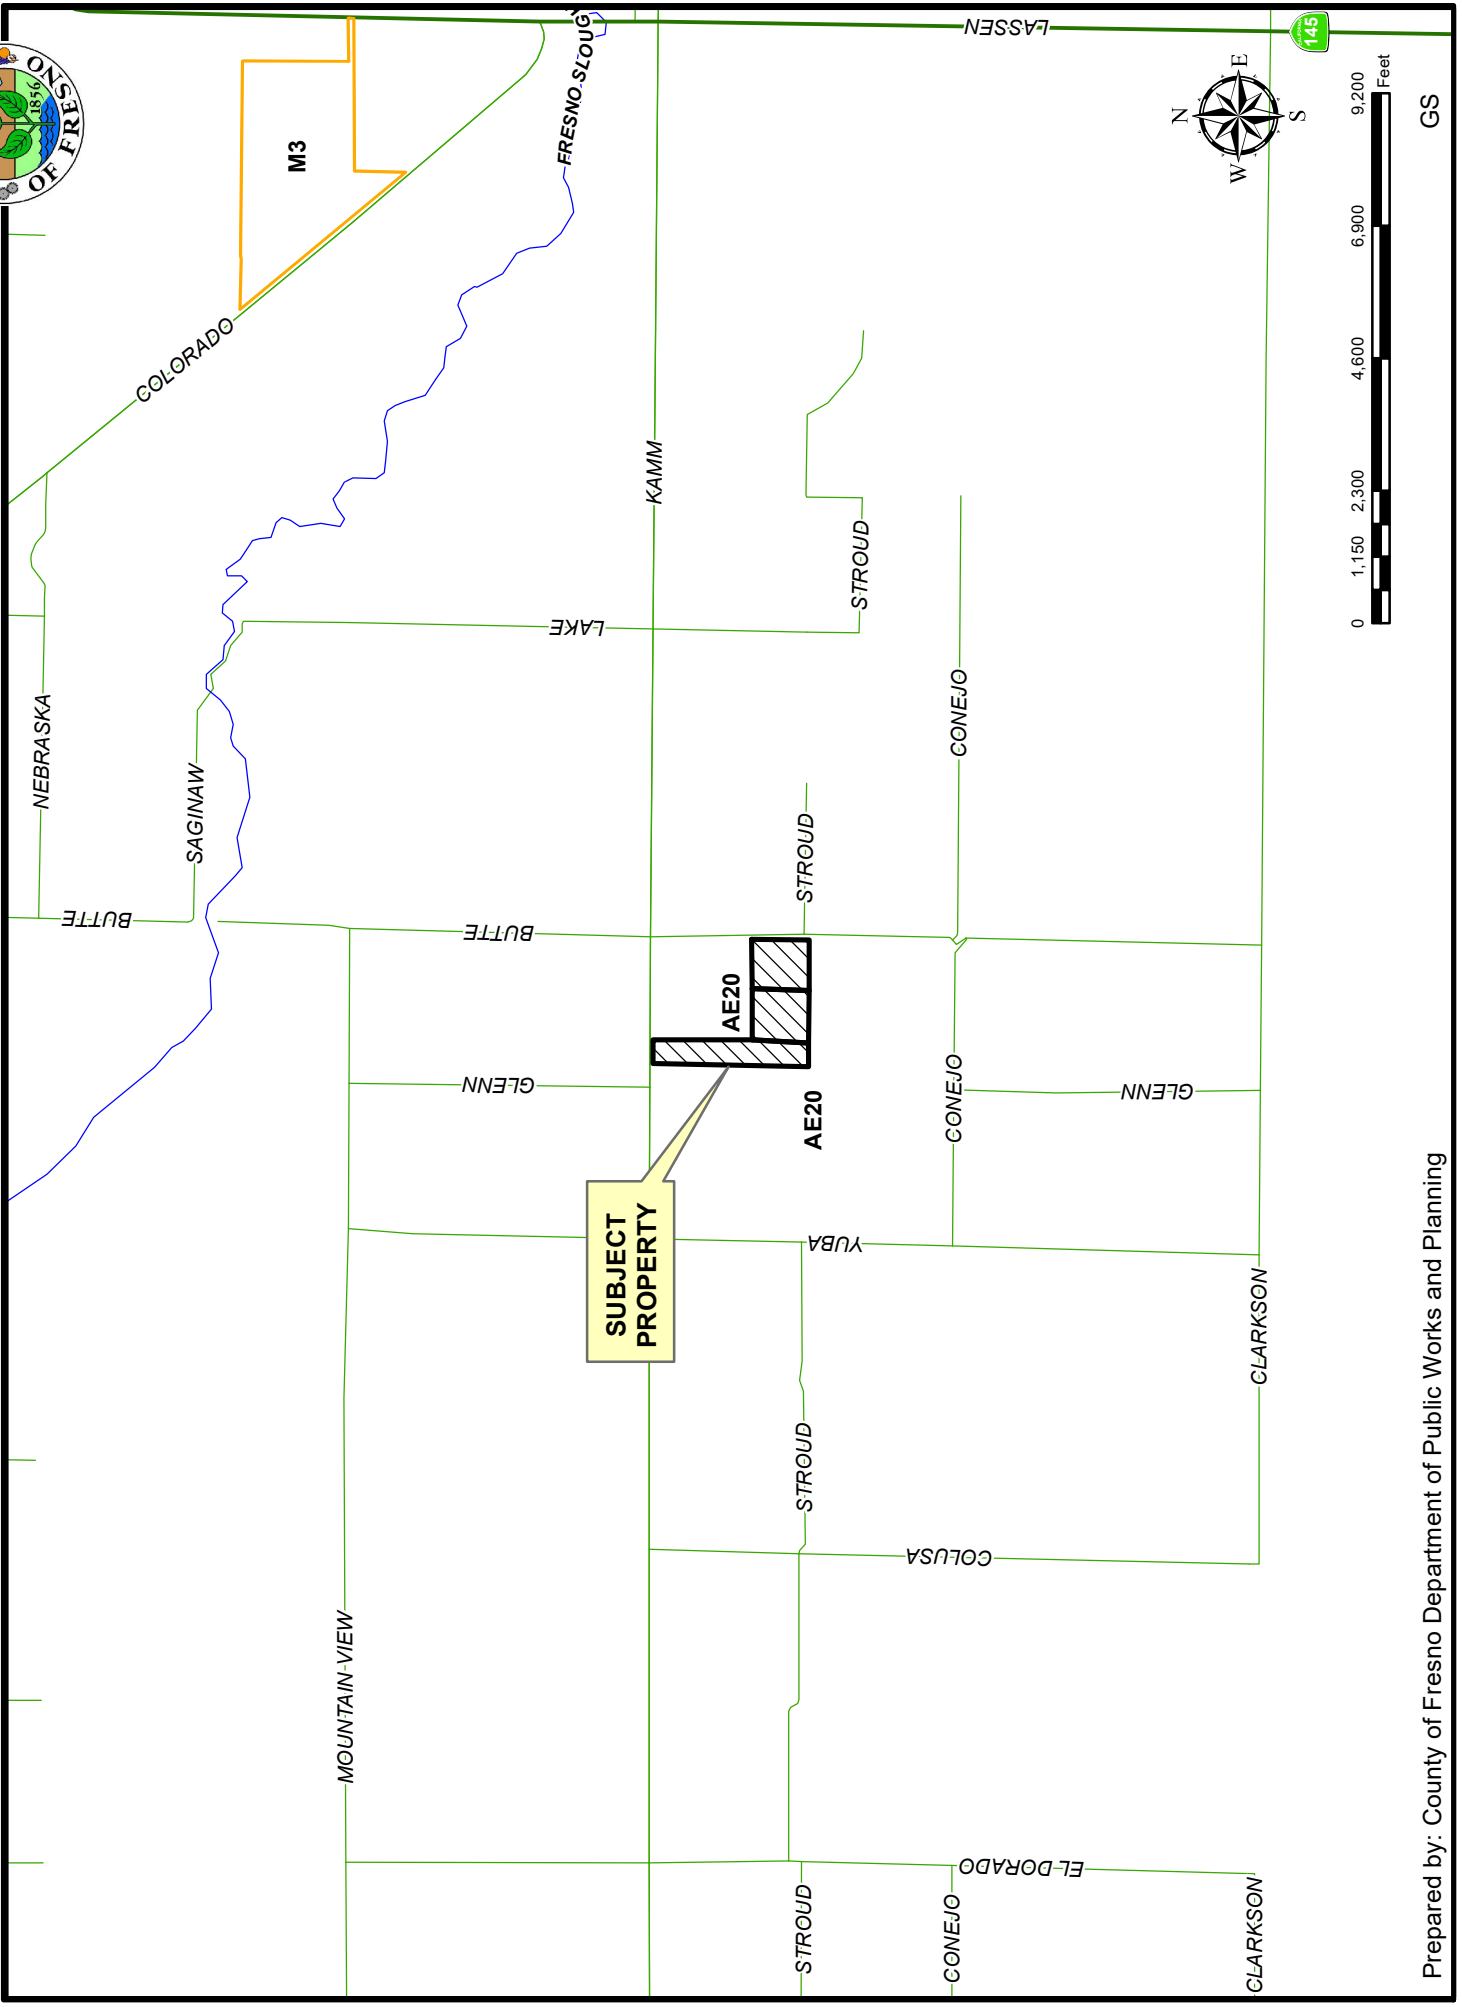 OF FRESNO
1856
M3
LASSEN
145
FRESNO SLOUG
COLORADO
NEBRASKA
SAGINAW
KAMM
LAKE
STROUD
CONEJO
BUTTE
BUTTE
STROUD
AE20
AE20
GLENN
CONEJO
GLENN
SUBJECT
PROPERTY
YUBA
STROUD
COLUSA
CLARKSON
MOUNTAIN VIEW
EL DORADO
STROUD
CONEJO
CLARKSON
N
W
E
S
0 1,150 2,300 4,600 6,900 9,200
Feet
GS
Prepared by: County of Fresno Department of Public Works and Planning